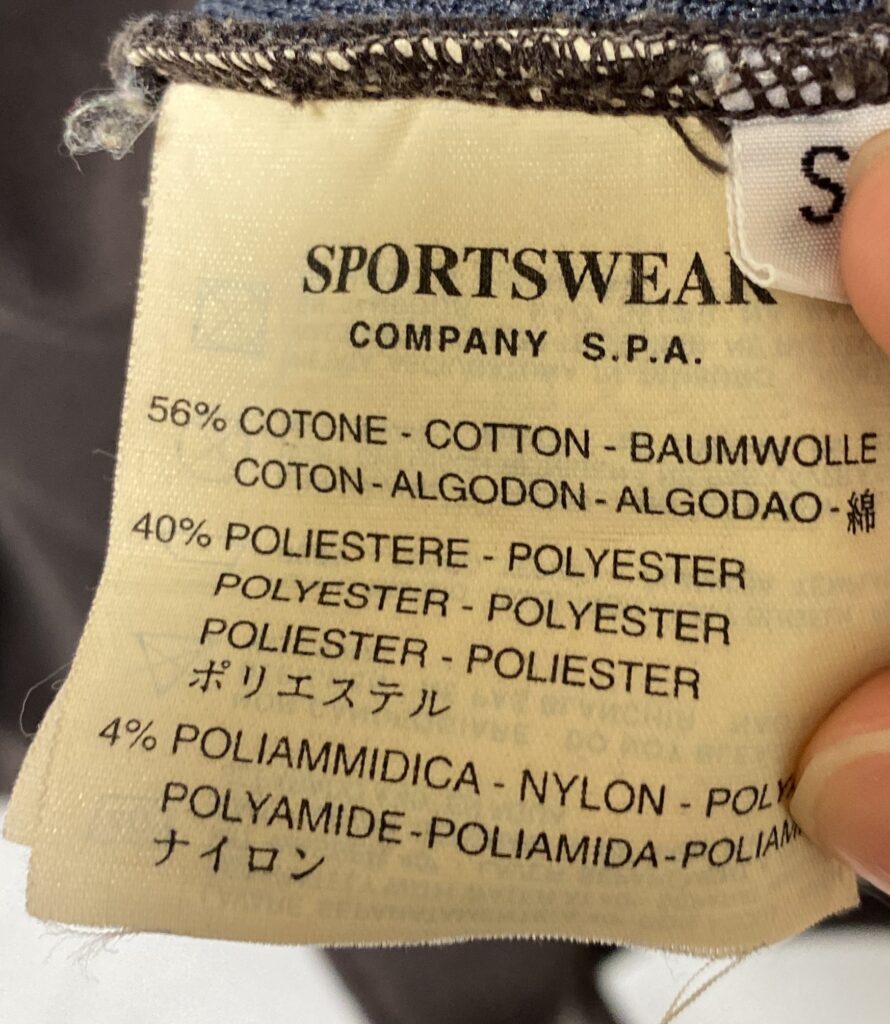 S
SPORTSWEAR
COMPANY S.P.A.
56% COTONE - COTTON - BAUMWOLLE
COTON - ALGODON - ALGODAO - 綿
40% POLIESTERE - POLYESTER
POLYESTER - POLYESTER
POLIESTER - POLIESTER
ポリエステル
4% POLIAMMIDICA - NYLON -
POLYAMIDE - POLIAMIDA -
ナイロン